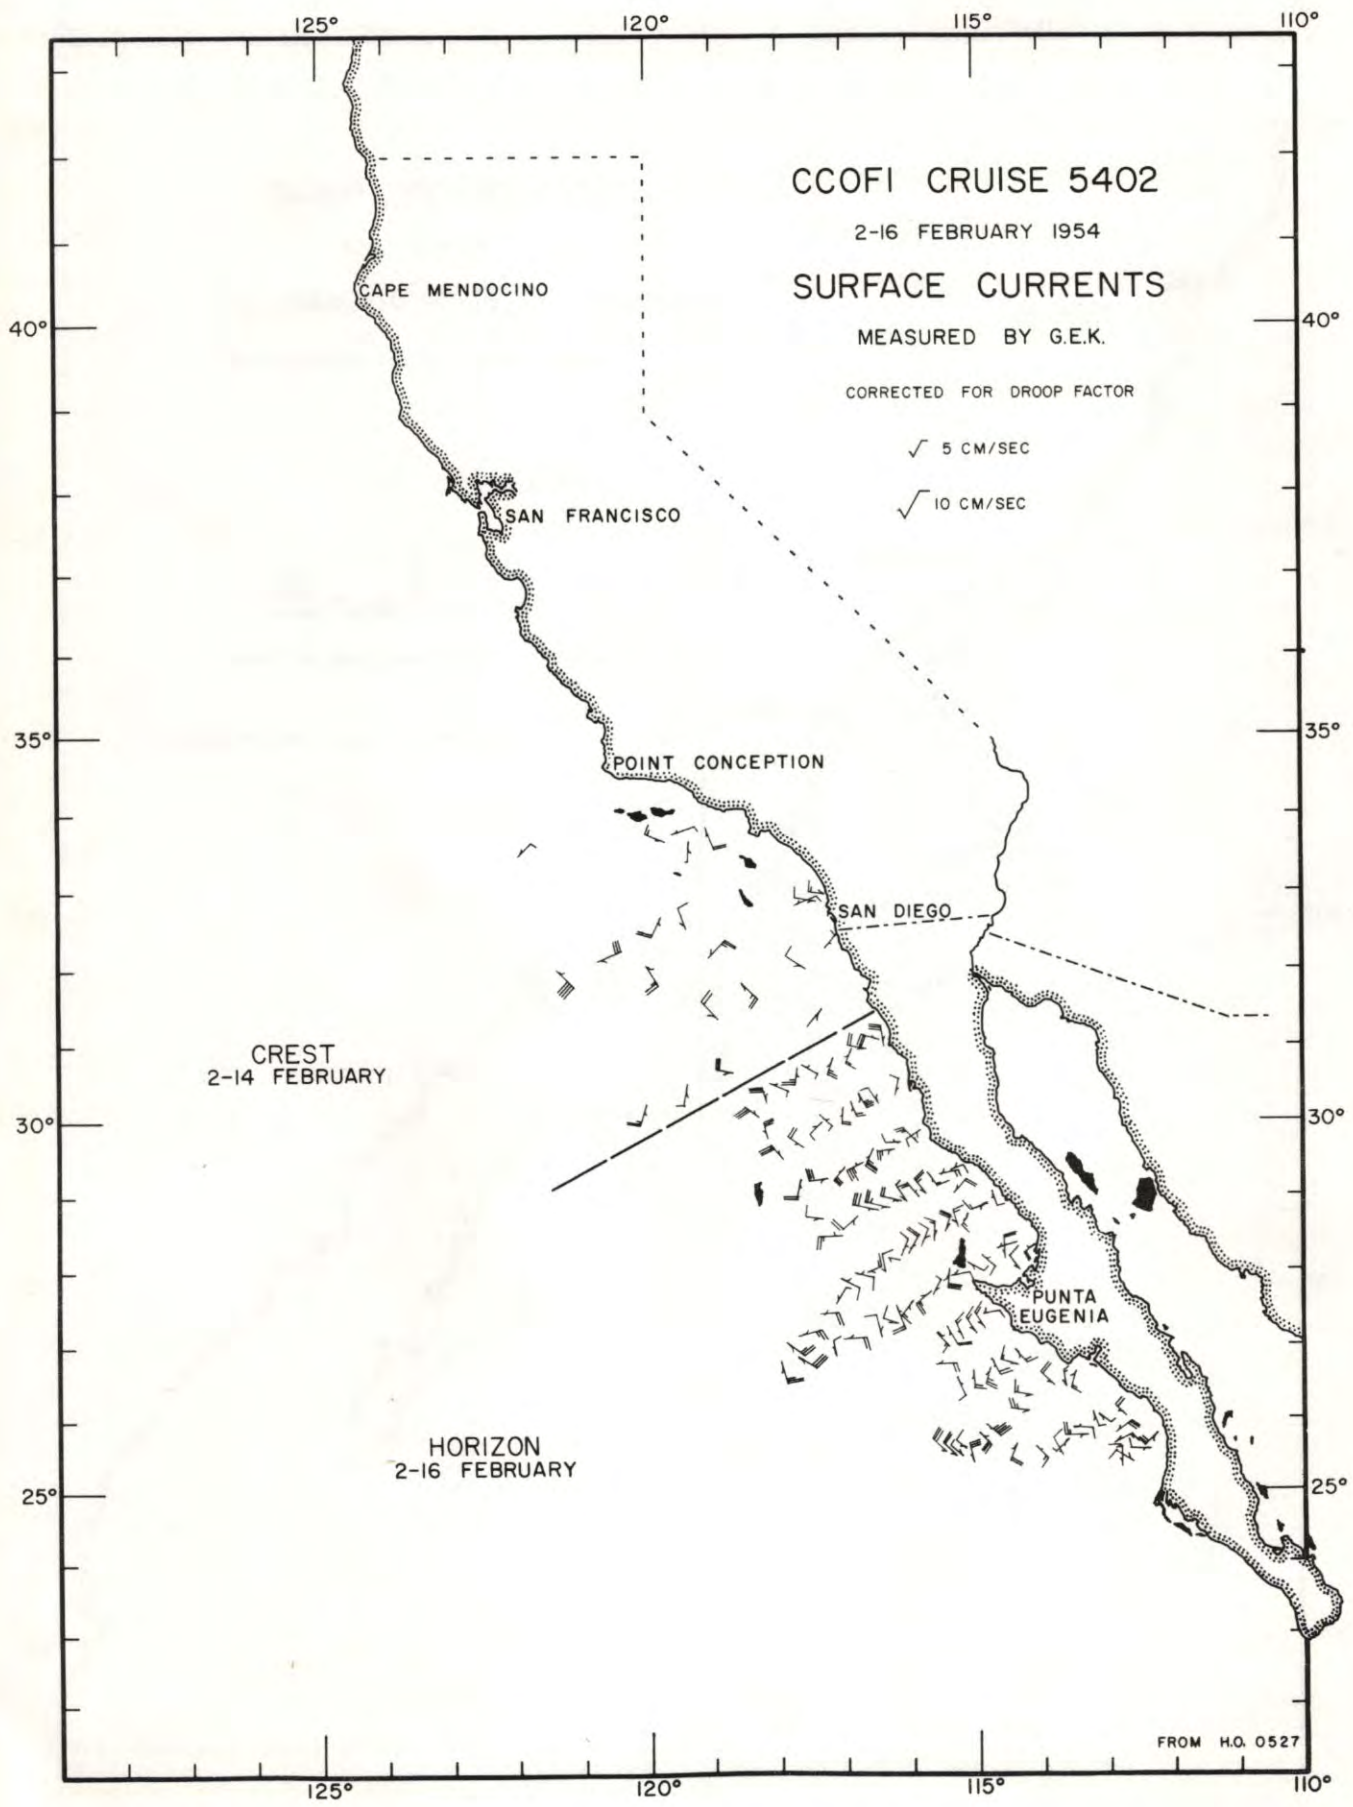 125° 120° 115° 110°
CCOFI CRUISE 5402
2-16 FEBRUARY 1954
SURFACE CURRENTS
MEASURED BY G.E.K.
CORRECTED FOR DROOP FACTOR
5 CM/SEC
10 CM/SEC
CAPE MENDOCINO
40° 40°
SAN FRANCISCO
35° 35°
POINT CONCEPTION
SAN DIEGO
CREST
2-14 FEBRUARY
30° 30°
PUNTA
EUGENIA
HORIZON
2-16 FEBRUARY
25° 25°
FROM H.O. 0527
125° 120° 115° 110°